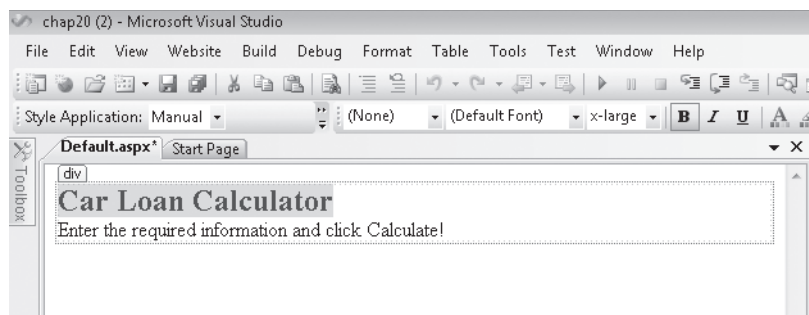 chap20 (2) - Microsoft Visual Studio
File Edit View Website Build Debug Format Table Tools Test Window Help
Style Application: Manual (None) (Default Font) x-large B I U A
Toolbox
Default.aspx* Start Page
div
Car Loan Calculator
Enter the required information and click Calculate!